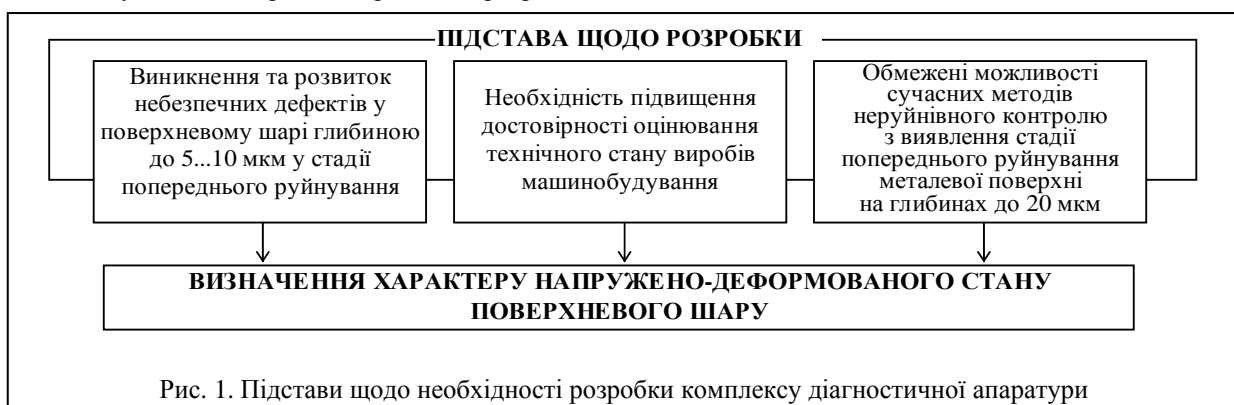 ПІДСТАВА ЩОДО РОЗРОБКИ
Виникнення та розвиток
небезпечних дефектів у
поверхневому шарі глибиною
до 5...10 мкм у стадії
попереднього руйнування
Необхідність підвищення
достовірності оцінювання
технічного стану виробів
машинобудування
Обмежені можливості
сучасних методів
неруйнівного контролю
з виявлення стадії
попереднього руйнування
металевої поверхні
на глибинах до 20 мкм
ВИЗНАЧЕННЯ ХАРАКТЕРУ НАПРУЖЕНО-ДЕФОРМОВАНОГО СТАНУ
ПОВЕРХНЕВОГО ШАРУ
Рис. 1. Підстави щодо необхідності розробки комплексу діагностичної апаратури